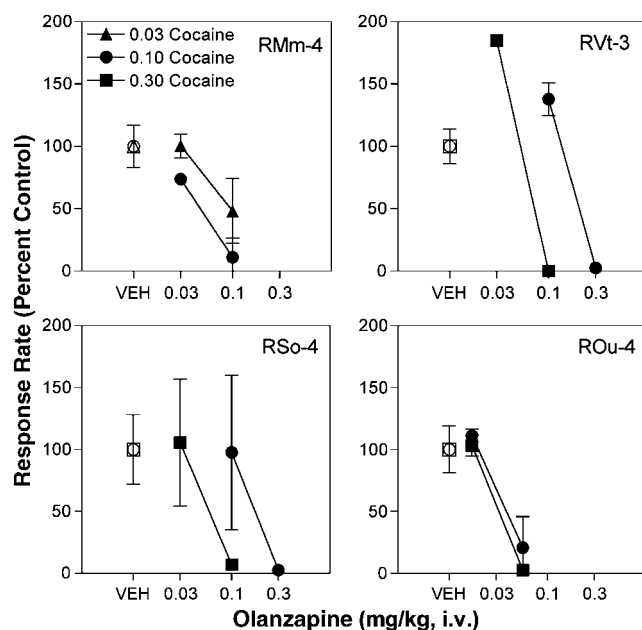 200
150
100
50
0
0.03 Cocaine
0.10 Cocaine
0.30 Cocaine
RMm-4
VEH 0.03 0.1 0.3
200
150
100
50
0
RVt-3
VEH 0.03 0.1 0.3
200
150
100
50
0
RSo-4
VEH 0.03 0.1 0.3
200
150
100
50
0
ROu-4
VEH 0.03 0.1 0.3
Response Rate (Percent Control)
Olanzapine (mg/kg, i.v.)